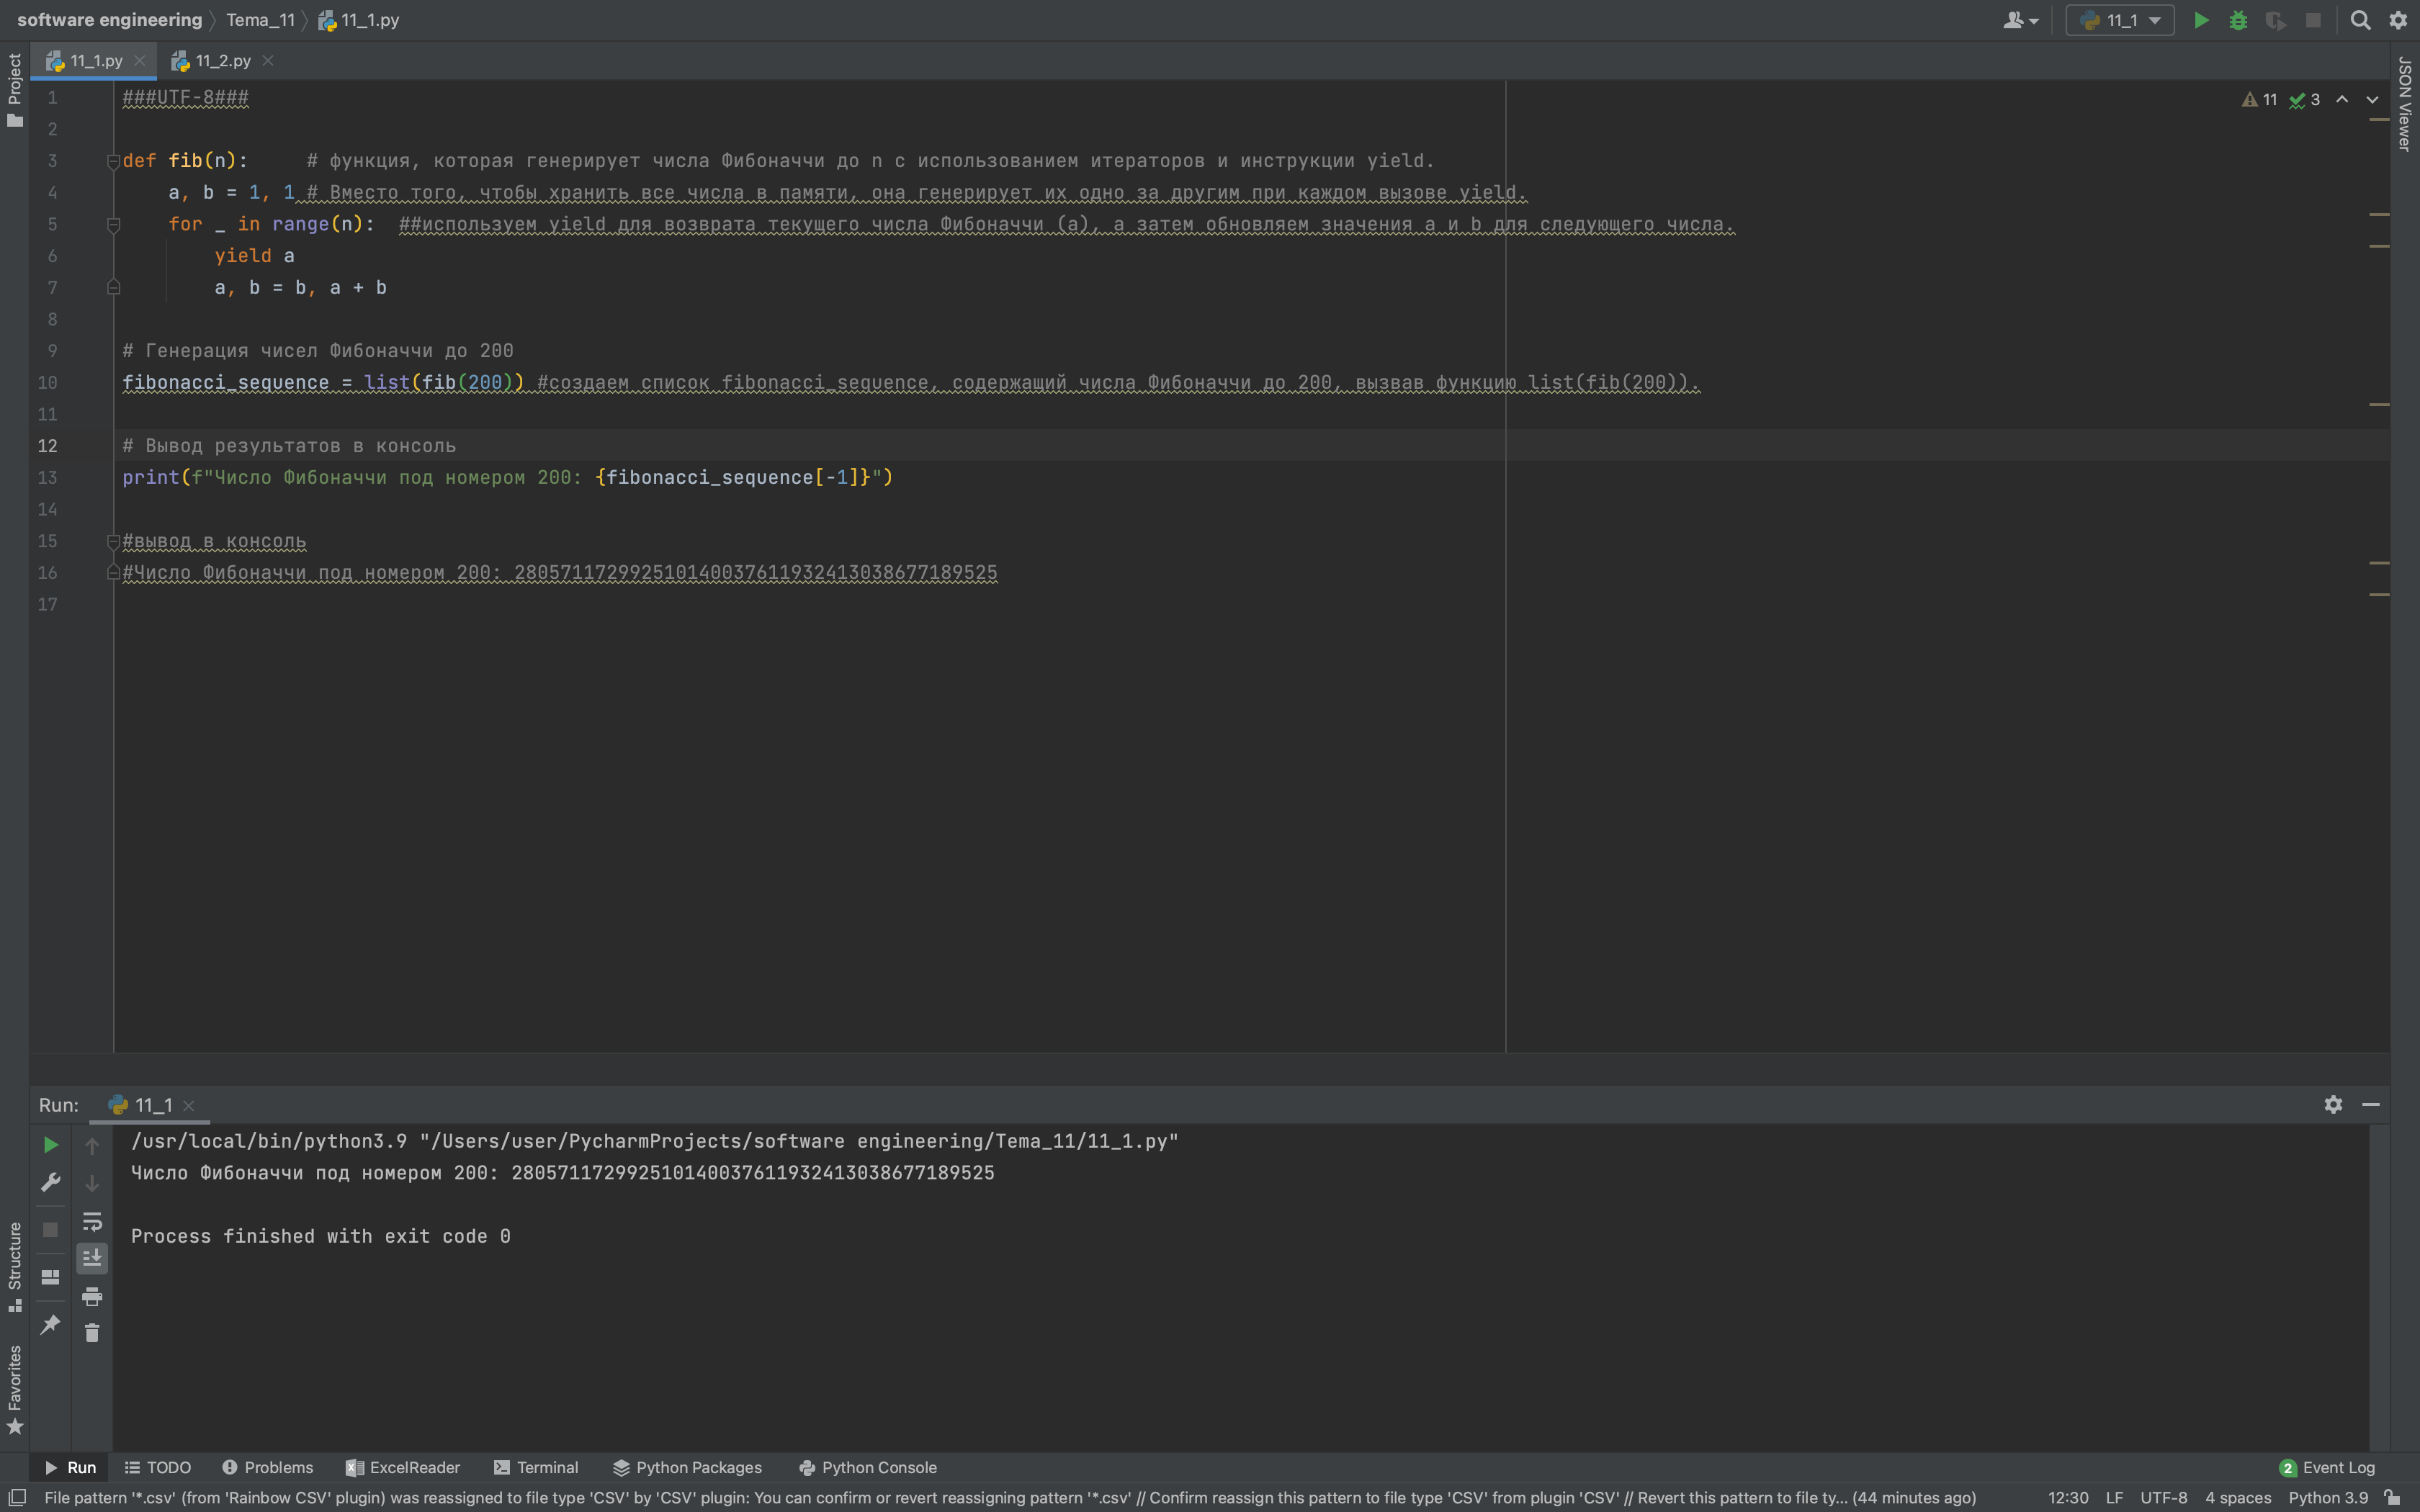 software engineering Tema_11 11_1.py 11_1
11_1.py 11_2.py
Project
JSON Viewer
11 3
1 ###UTF-8###
2
3 def fib(n):     # функция, которая генерирует числа Фибоначчи до n с использованием итераторов и инструкции yield.
4     a, b = 1, 1 # Вместо того, чтобы хранить все числа в памяти, она генерирует их одно за другим при каждом вызове yield.
5     for _ in range(n):  ##используем yield для возврата текущего числа Фибоначчи (a), а затем обновляем значения a и b для следующего числа.
6         yield a
7         a, b = b, a + b
8
9 # Генерация чисел Фибоначчи до 200
10 fibonacci_sequence = list(fib(200)) #создаем список fibonacci_sequence, содержащий числа Фибоначчи до 200, вызвав функцию list(fib(200)).
11
12 # Вывод результатов в консоль
13 print(f"Число Фибоначчи под номером 200: {fibonacci_sequence[-1]}")
14
15 #вывод в консоль
16 #Число Фибоначчи под номером 200: 280571172992510140037611932413038677189525
17
Run: 11_1
/usr/local/bin/python3.9 "/Users/user/PycharmProjects/software engineering/Tema_11/11_1.py"
Число Фибоначчи под номером 200: 280571172992510140037611932413038677189525
Process finished with exit code 0
Structure
Favorites
Run TODO Problems ExcelReader Terminal Python Packages Python Console 2 Event Log
File pattern '*.csv' (from 'Rainbow CSV' plugin) was reassigned to file type 'CSV' by 'CSV' plugin: You can confirm or revert reassigning pattern '*.csv' // Confirm reassign this pattern to file type 'CSV' from plugin 'CSV' // Revert this pattern to file ty... (44 minutes ago) 12:30 LF UTF-8 4 spaces Python 3.9